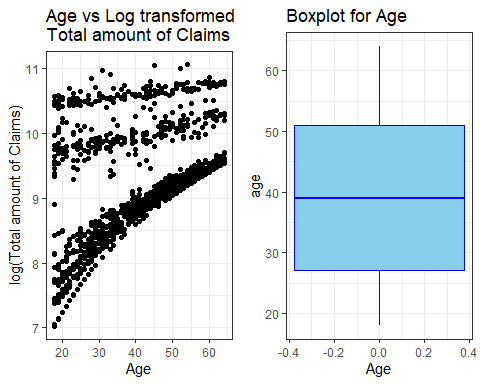 Age vs Log transformed
Total amount of Claims
log(Total amount of Claims)
11
10
9
8
7
20 30 40 50 60
Age
Boxplot for Age
age
60
50
40
30
20
-0.4 -0.2 0.0 0.2 0.4
Age